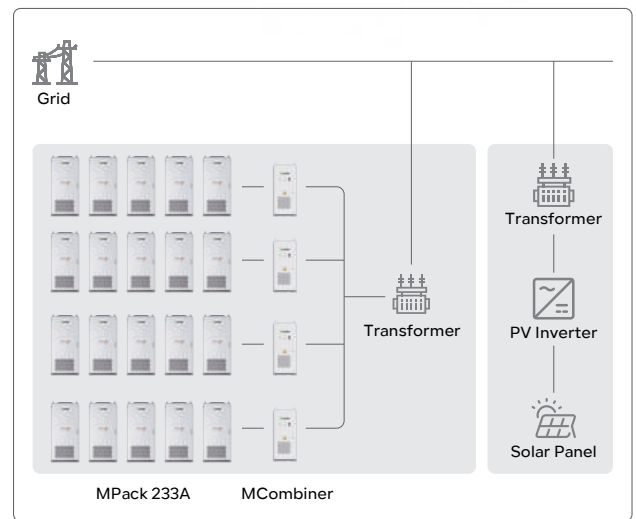 Grid
Transformer
Transformer
PV Inverter
Solar Panel
MPack 233A
MCombiner